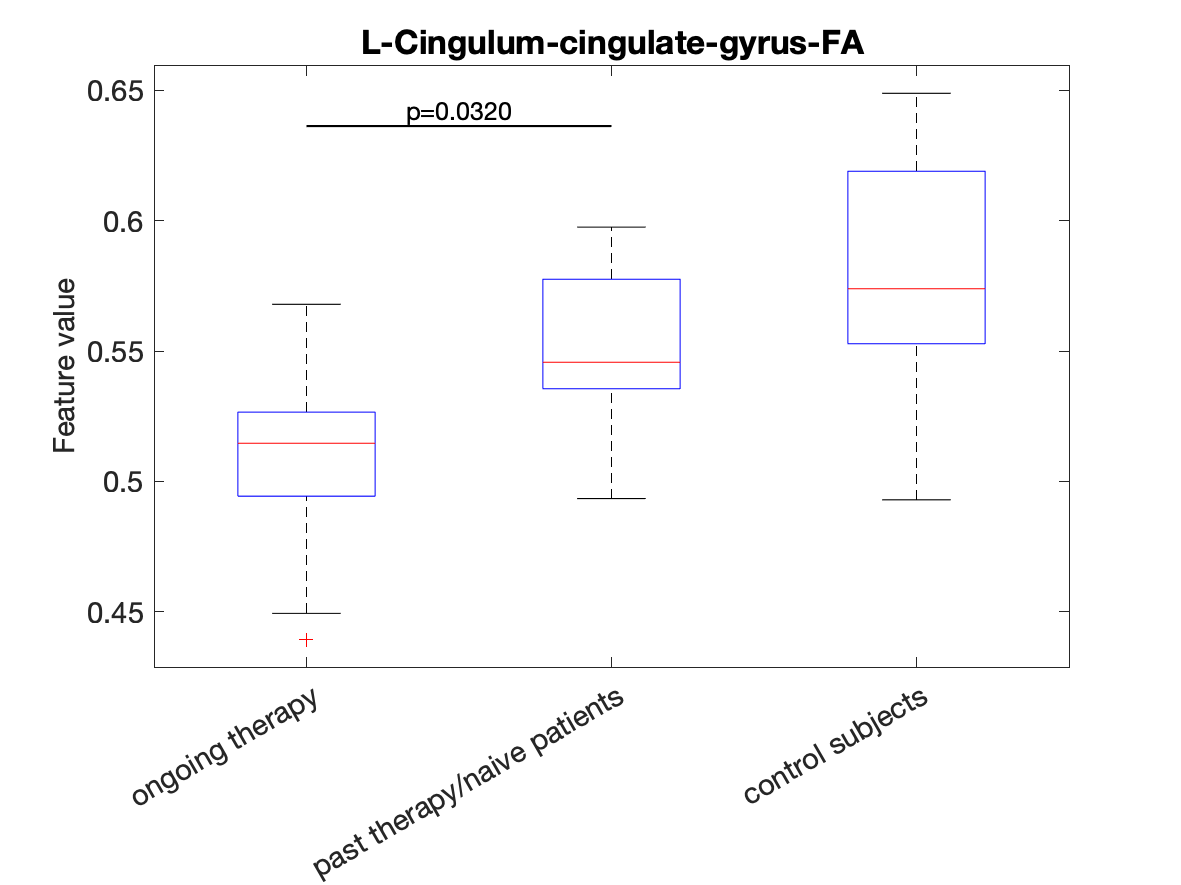 L-Cingulum-cingulate-gyrus-FA
p=0.0320
Feature value
0.65
0.6
0.55
0.5
0.45
ongoing therapy
past therapy/naive patients
control subjects